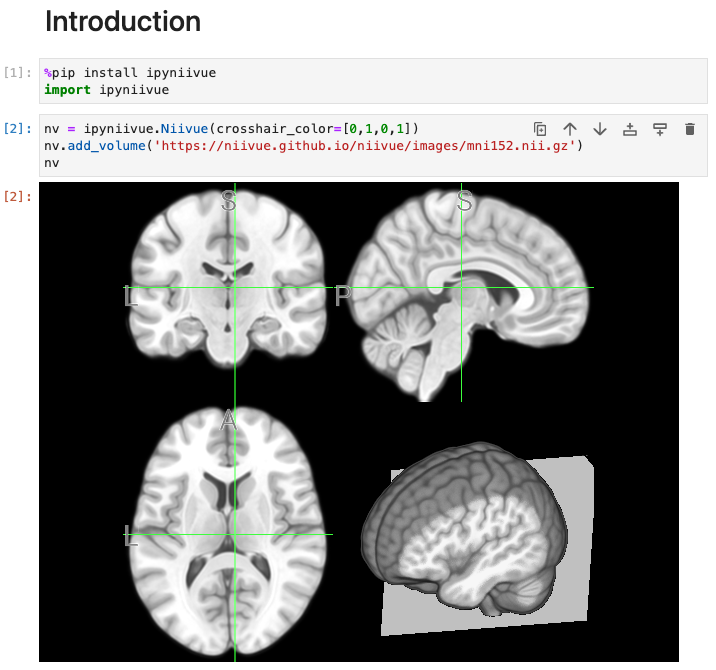 Introduction
[1]: %pip install ipyniivue
import ipyniivue
[2]: nv = ipyniivue.Niivue(crosshair_color=[0,1,0,1])
nv.add_volume('https://niivue.github.io/niivue/images/mni152.nii.gz')
nv
[2]:
S S
L P
A
L